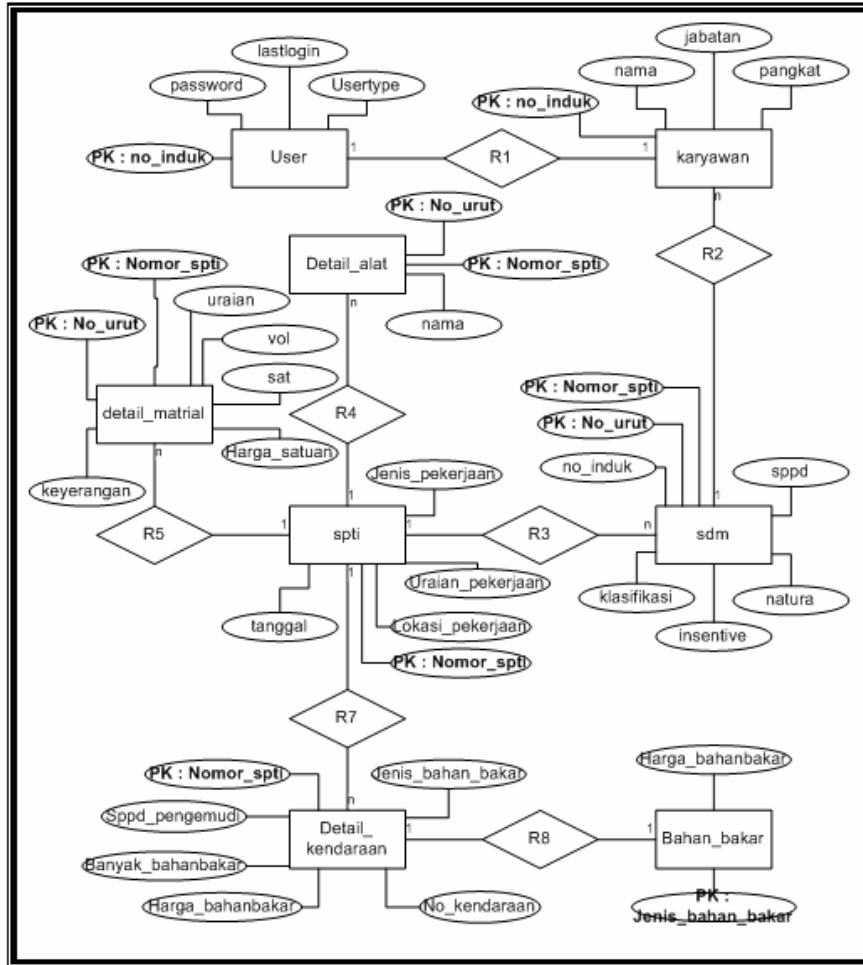 jabatan
lastlogin
nama
pangkat
password
Usertype
PK : no_induk
PK : no_induk
User
1
R1
1
karyawan
n
PK : No_urut
PK : Nomor_spti
Detail_alat
PK : Nomor_spti
R2
uraian
n
nama
PK : No_urut
vol
sat
PK : Nomor_spti
detail_matrial
R4
PK : No_urut
n
Harga_satuan
Jenis_pekerjaan
no_induk
sppd
keyerangan
1
1
R5
1
spti
1
R3
n
sdm
1
Uraian_pekerjaan
klasifikasi
natura
tanggal
Lokasi_pekerjaan
insentive
PK : Nomor_spti
R7
PK : Nomor_spti
Jenis_bahan_bakar
Harga_bahanbakar
n
Sppd_pengemudi
Detail_
kendaraan
1
R8
1
Bahan_bakar
Banyak_bahanbakar
Harga_bahanbakar
No_kendaraan
PK :
Jenis_bahan_bakar